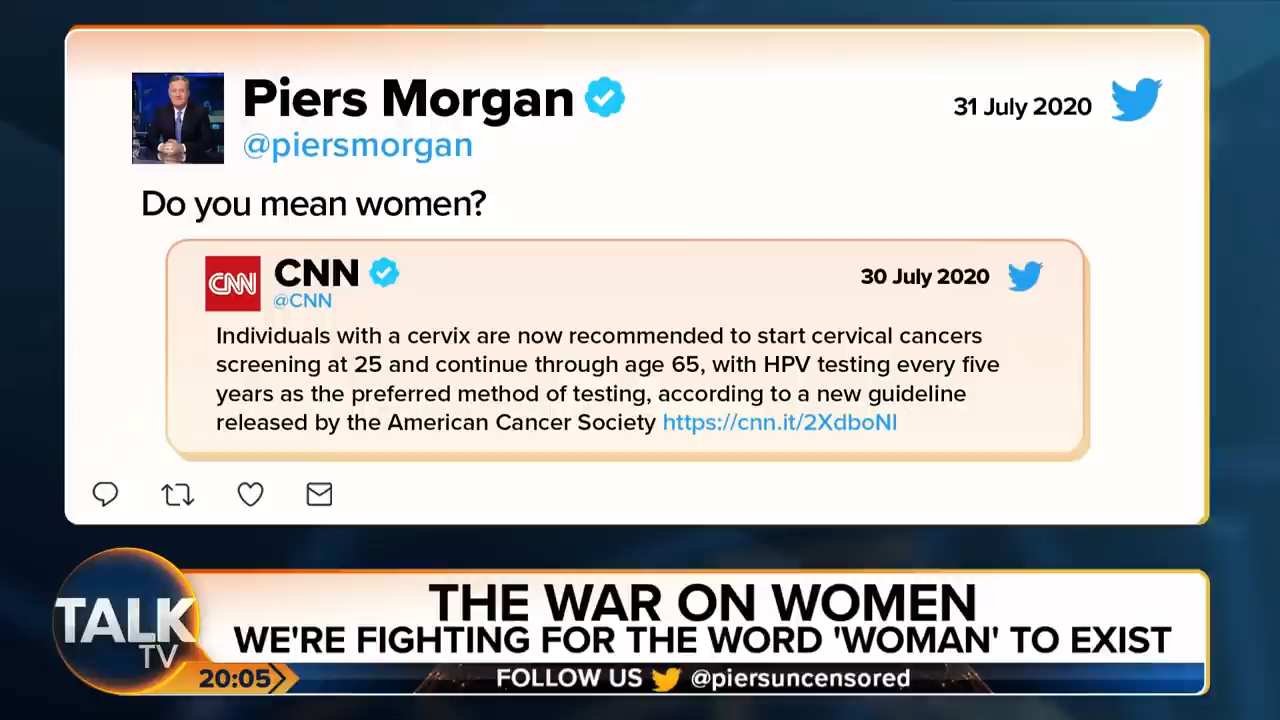 Piers Morgan
@piersmorgan
31 July 2020
Do you mean women?
CNN
CNN
@CNN
30 July 2020
Individuals with a cervix are now recommended to start cervical cancers
screening at 25 and continue through age 65, with HPV testing every five
years as the preferred method of testing, according to a new guideline
released by the American Cancer Society https://cnn.it/2XdboNl
THE WAR ON WOMEN
WE'RE FIGHTING FOR THE WORD 'WOMAN' TO EXIST
TALK
TV
20:05
FOLLOW US @piersuncensored